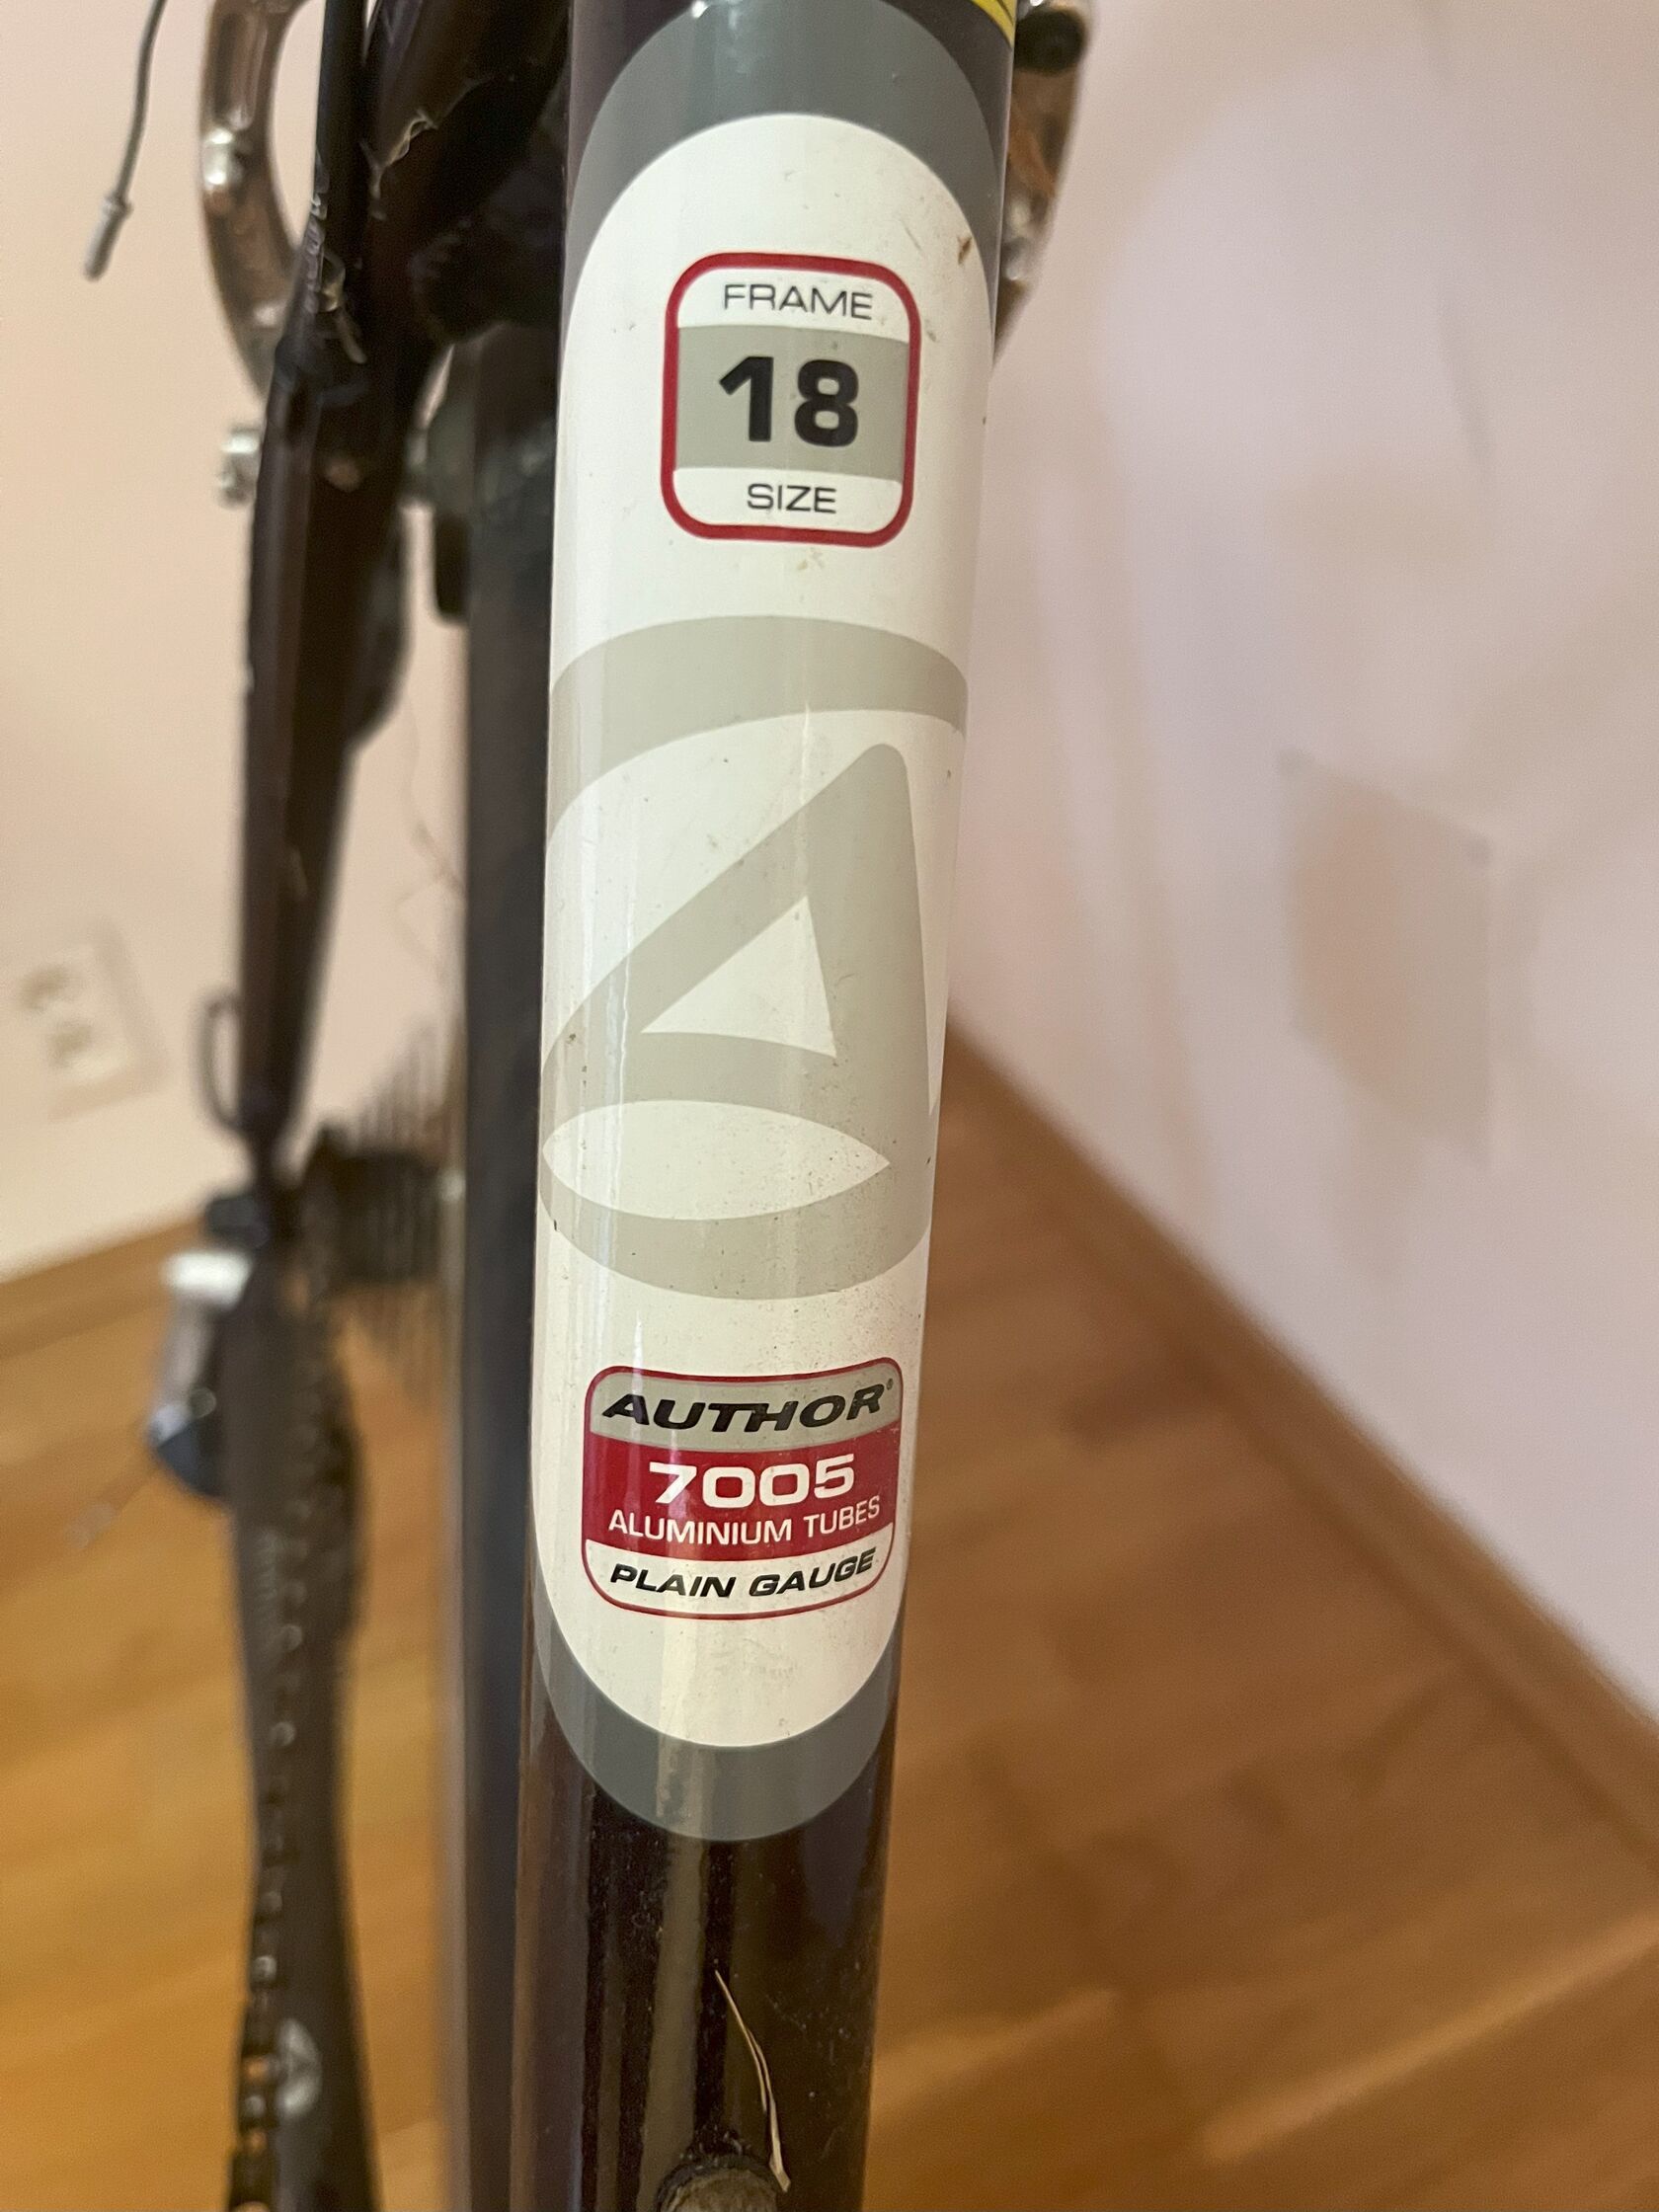 FRAME
18
SIZE
AUTHOR®
7005
ALUMINIUM TUBES
PLAIN GAUGE